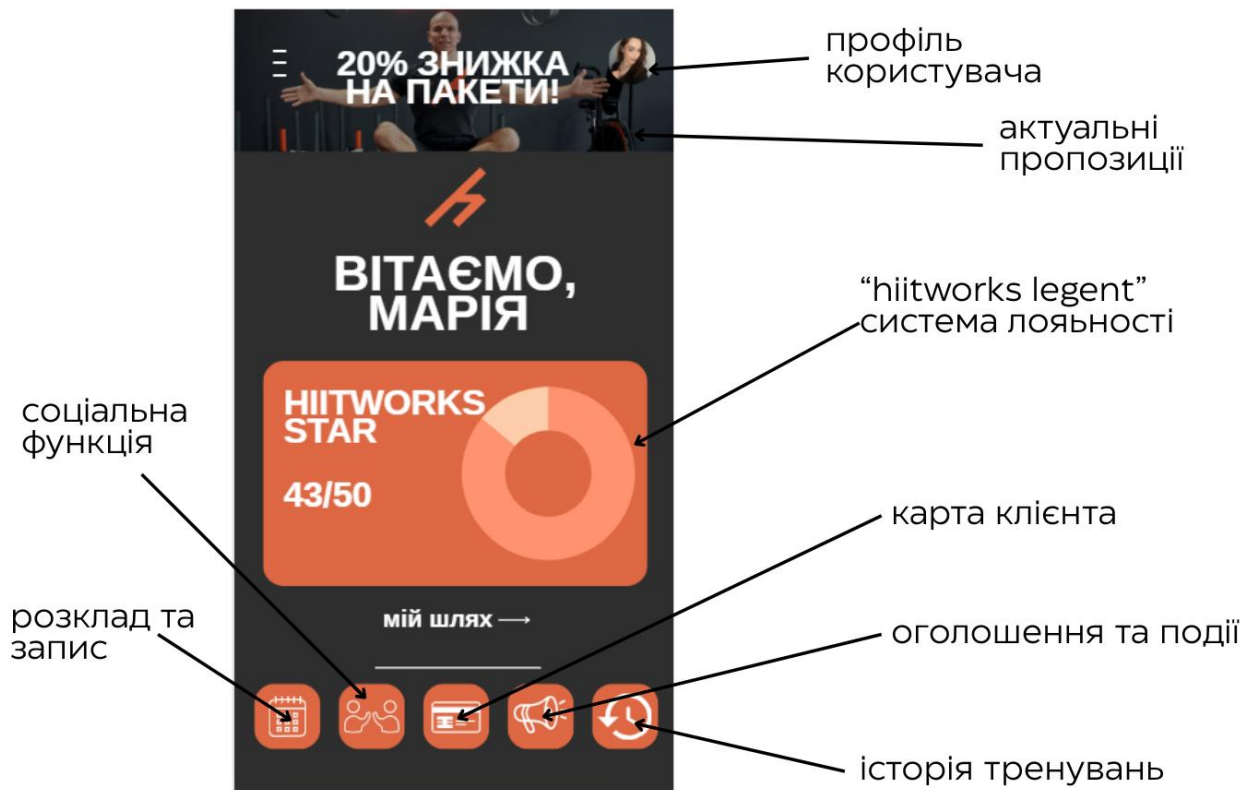 20% ЗНИЖКА
НА ПАКЕТИ!
профіль
користувача
актуальні
пропозиції
ВІТАЄМО,
МАРІЯ
“hiitworks legent”
система лояьності
HIITWORKS
STAR
43/50
соціальна
функція
карта клієнта
мій шлях →
розклад та
запис
оголошення та події
історія тренувань